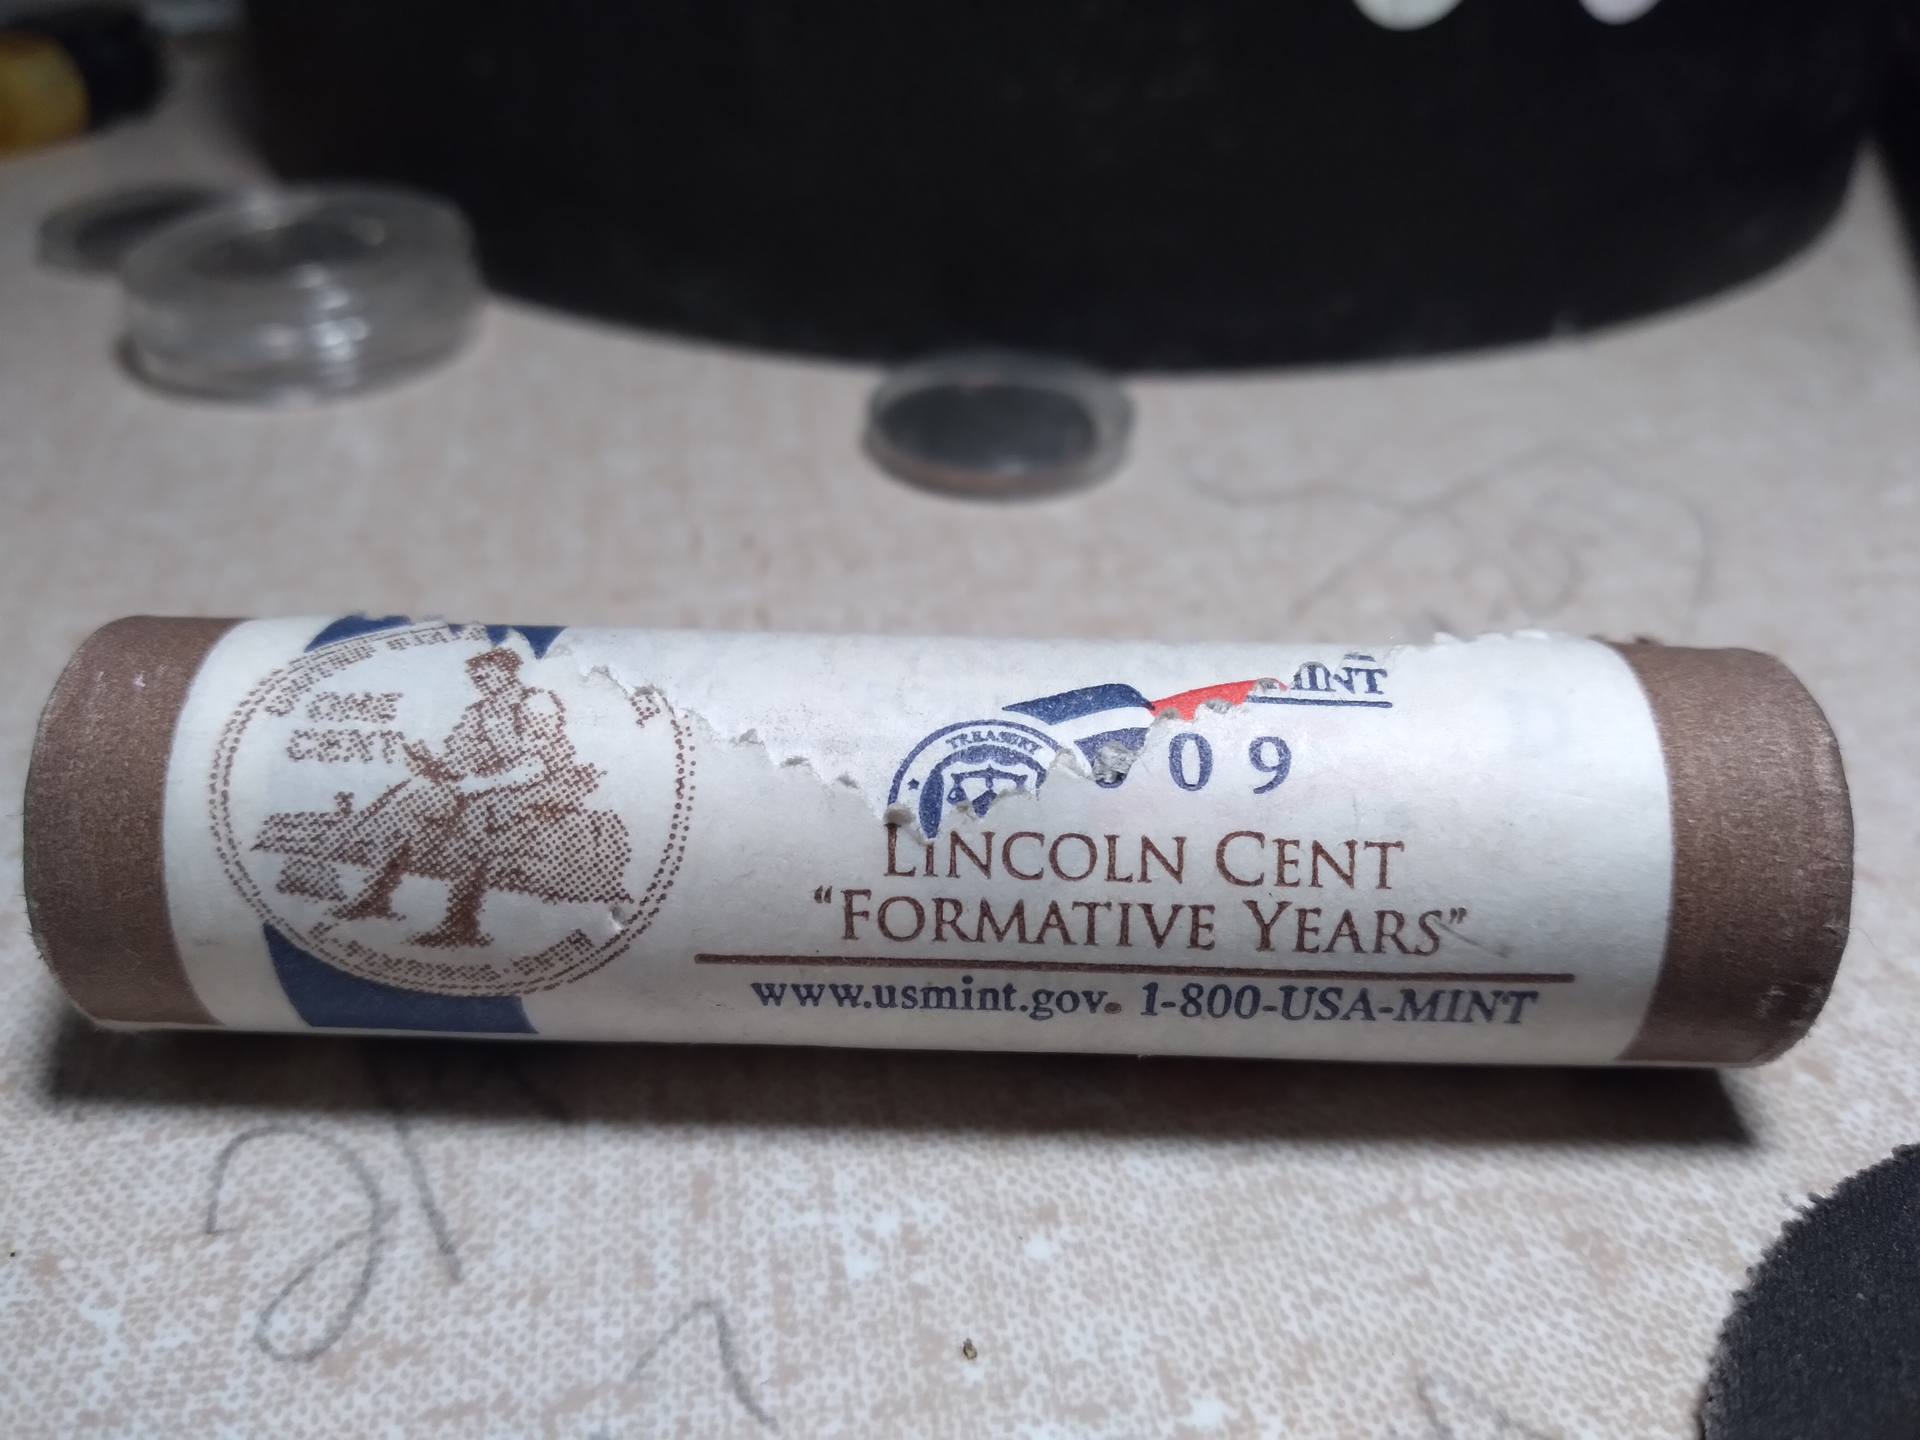 ONE
CENT
TREASURY
MINT
09
LINCOLN CENT
"FORMATIVE YEARS"
www.usmint.gov. 1-800-USA-MINT